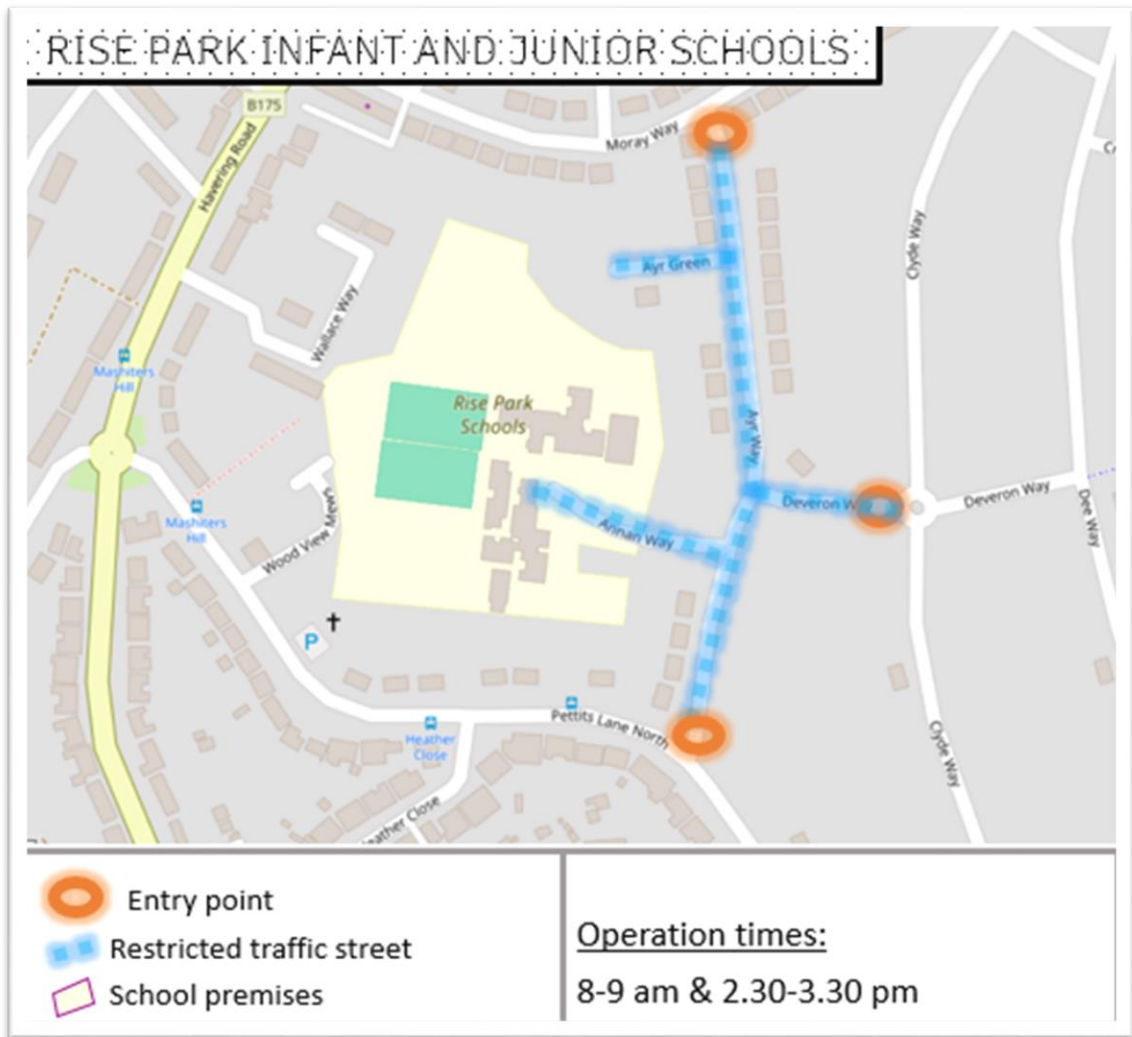 RISE PARK INFANT AND JUNIOR SCHOOLS
B175
Havering Road
Moray Way
Clyde Way
Ayr Green
Wallace Way
Mashiters
Hill
Rise Park
Schools
Ayr Way
Deveron W
Deveron Way
Dee Way
Mashiters
Hill
Wood View Mews
Annan Way
P
Pettits Lane North
Heather
Close
Clyde Way
eather Close
Entry point
Restricted traffic street
School premises
Operation times:
8-9 am & 2.30-3.30 pm